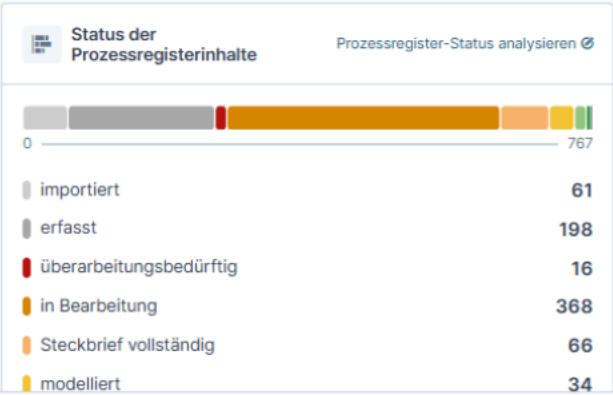 Status der
Prozessregisterinhalte
Prozessregister-Status analysieren
0
767
importiert 61
erfasst 198
überarbeitungsbedürftig 16
in Bearbeitung 368
Steckbrief vollständig 66
modelliert 34